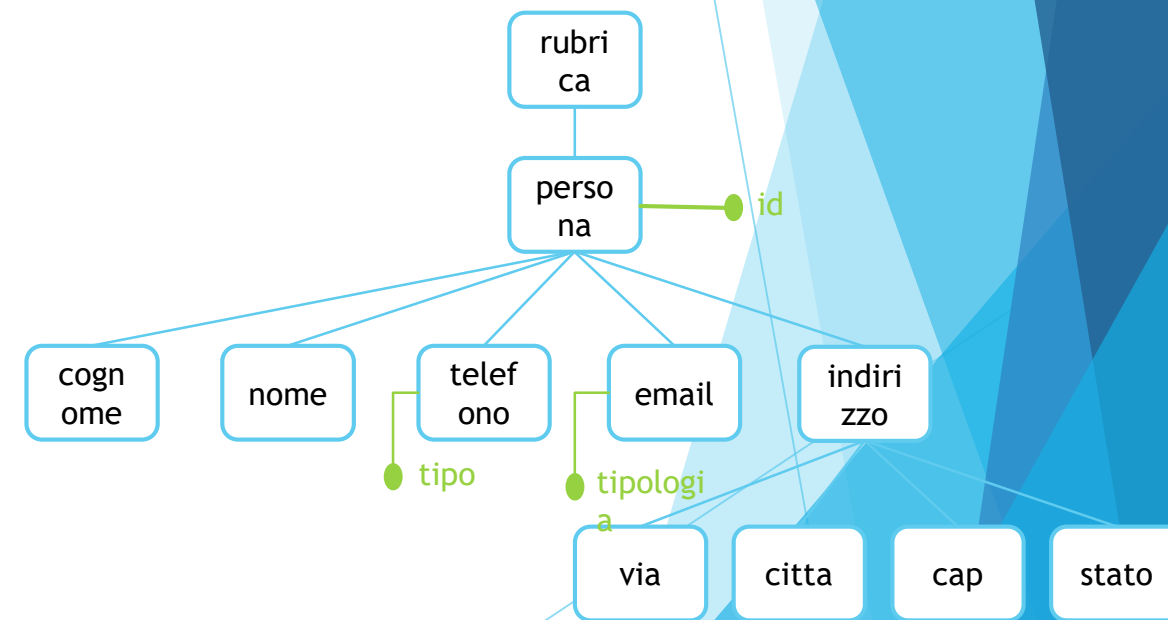 rubri
ca
perso
na
id
cogn
ome
nome
telef
ono
email
indiri
zzo
tipo
tipologi
a
via
citta
cap
stato